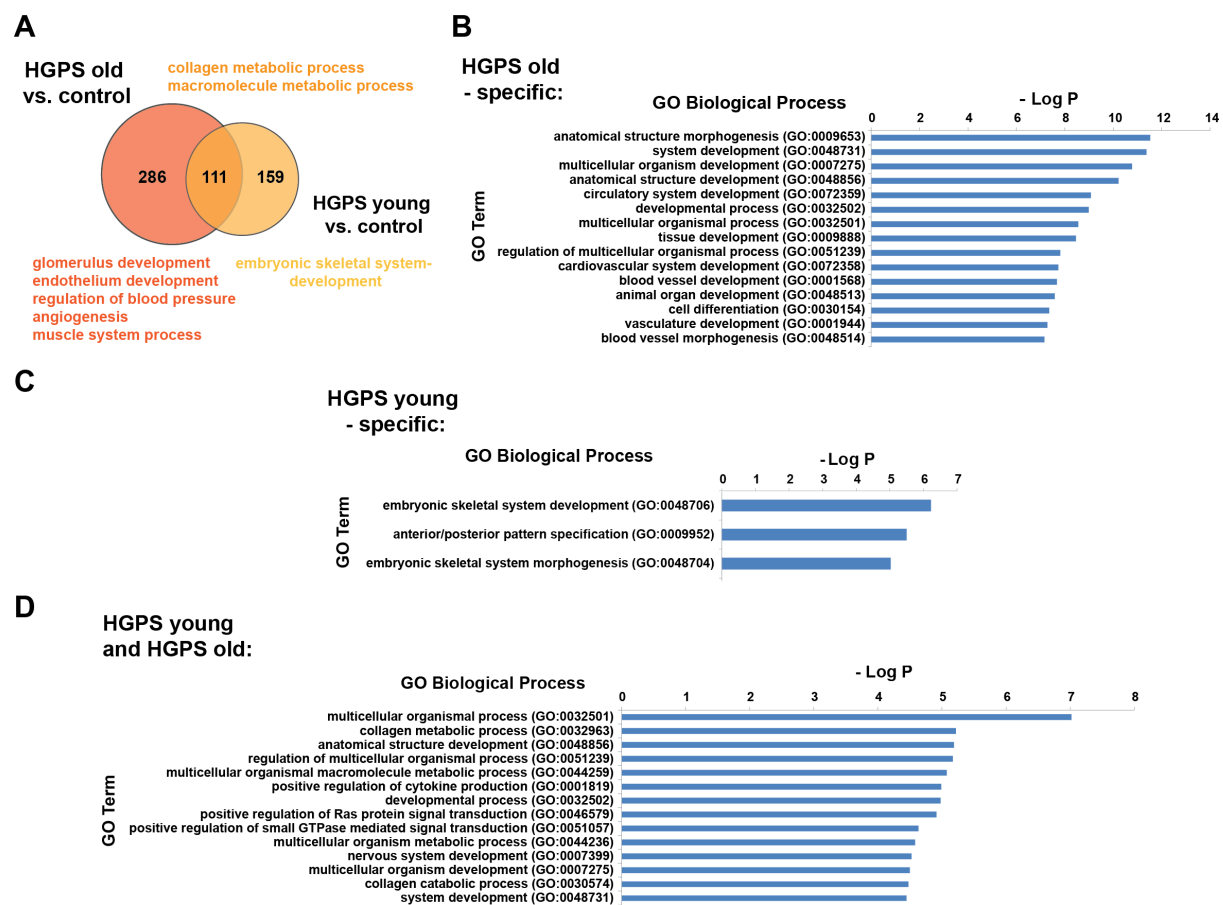 A
HGPS old
vs. control
collagen metabolic process
macromolecule metabolic process
286
111
159
HGPS young
vs. control
glomerulus development
endothelium development
regulation of blood pressure
angiogenesis
muscle system process
embryonic skeletal system-
development
B
HGPS old
- specific:
GO Biological Process
- Log P
0 2 4 6 8 10 12 14
GO Term
anatomical structure morphogenesis (GO:0009653)
system development (GO:0048731)
multicellular organism development (GO:0007275)
anatomical structure development (GO:0048856)
circulatory system development (GO:0072359)
developmental process (GO:0032502)
multicellular organismal process (GO:0032501)
tissue development (GO:0009888)
regulation of multicellular organismal process (GO:0051239)
cardiovascular system development (GO:0072358)
blood vessel development (GO:0001568)
animal organ development (GO:0048513)
cell differentiation (GO:0030154)
vasculature development (GO:0001944)
blood vessel morphogenesis (GO:0048514)
C
HGPS young
- specific:
GO Biological Process
- Log P
0 1 2 3 4 5 6 7
GO Term
embryonic skeletal system development (GO:0048706)
anterior/posterior pattern specification (GO:0009952)
embryonic skeletal system morphogenesis (GO:0048704)
D
HGPS young
and HGPS old:
GO Biological Process
- Log P
0 1 2 3 4 5 6 7 8
GO Term
multicellular organismal process (GO:0032501)
collagen metabolic process (GO:0032963)
anatomical structure development (GO:0048856)
regulation of multicellular organismal process (GO:0051239)
multicellular organismal macromolecule metabolic process (GO:0044259)
positive regulation of cytokine production (GO:0001819)
developmental process (GO:0032502)
positive regulation of Ras protein signal transduction (GO:0046579)
positive regulation of small GTPase mediated signal transduction (GO:0051057)
multicellular organism metabolic process (GO:0044236)
nervous system development (GO:0007399)
multicellular organism development (GO:0007275)
collagen catabolic process (GO:0030574)
system development (GO:0048731)